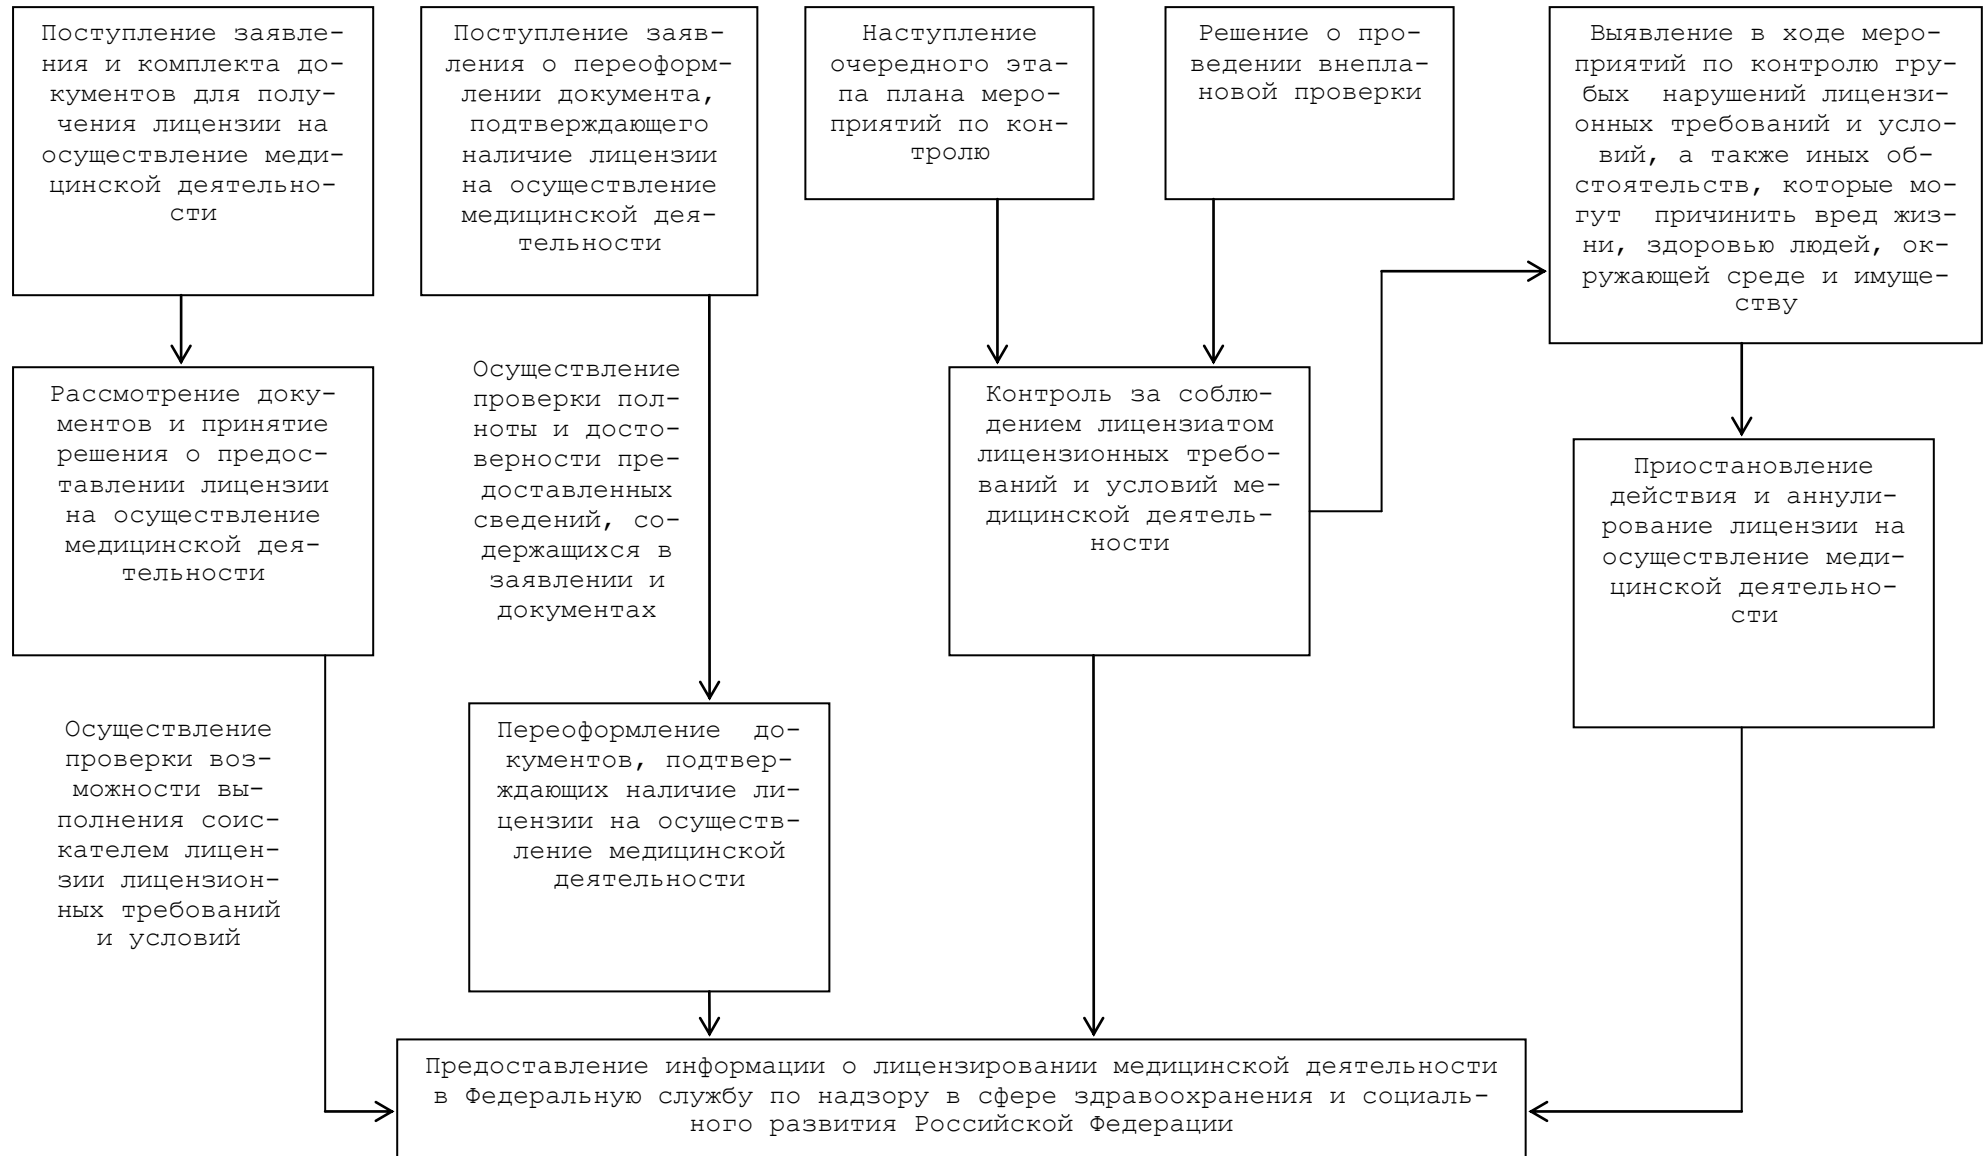 Поступление заявле-
ния и комплекта до-
кументов для полу-
чения лицензии на
осуществление меди-
цинской деятельно-
сти
Поступление заяв-
ления о переоформ-
лении документа,
подтверждающего
наличие лицензии
на осуществление
медицинской дея-
тельности
Наступление
очередного эта-
па плана меро-
приятий по кон-
тролю
Решение о про-
ведении внепла-
новой проверки
Выявление в ходе меро-
приятий по контролю гру-
бых нарушений лицензи-
онных требований и усло-
вий, а также иных об-
стоятельств, которые мо-
гут причинить вред жиз-
ни, здоровью людей, ок-
ружающей среде и имуще-
ству
Рассмотрение доку-
ментов и принятие
решения о предос-
тавлении лицензии
на осуществление
медицинской дея-
тельности
Осуществление
проверки пол-
ноты и досто-
верности пре-
доставленных
сведений, со-
держащихся в
заявлении и
документах
Контроль за соблю-
дением лицензиатом
лицензионных требо-
ваний и условий ме-
дицинской деятель-
ности
Приостановление
действия и аннули-
рование лицензии на
осуществление меди-
цинской деятельно-
сти
Осуществление
проверки воз-
можности вы-
полнения соис-
кателем лицен-
зии лицензион-
ных требований
и условий
Переоформление до-
кументов, подтвер-
ждающих наличие ли-
цензии на осуществ-
ление медицинской
деятельности
Предоставление информации о лицензировании медицинской деятельности
в Федеральную службу по надзору в сфере здравоохранения и социаль-
ного развития Российской Федерации